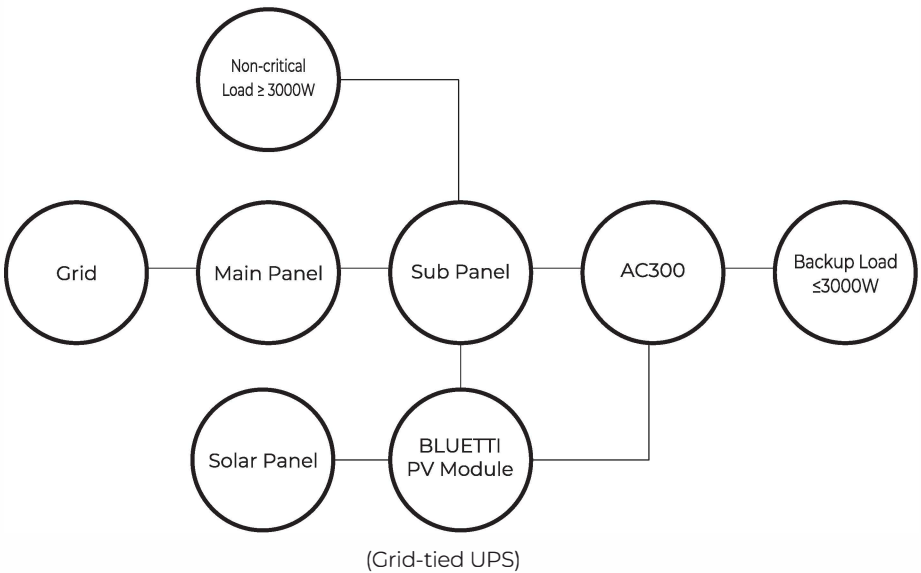 Non-critical
Load ≥ 3000W
Grid
Main Panel
Sub Panel
AC300
Backup Load
≤3000W
Solar Panel
BLUETTI
PV Module
(Grid-tied UPS)